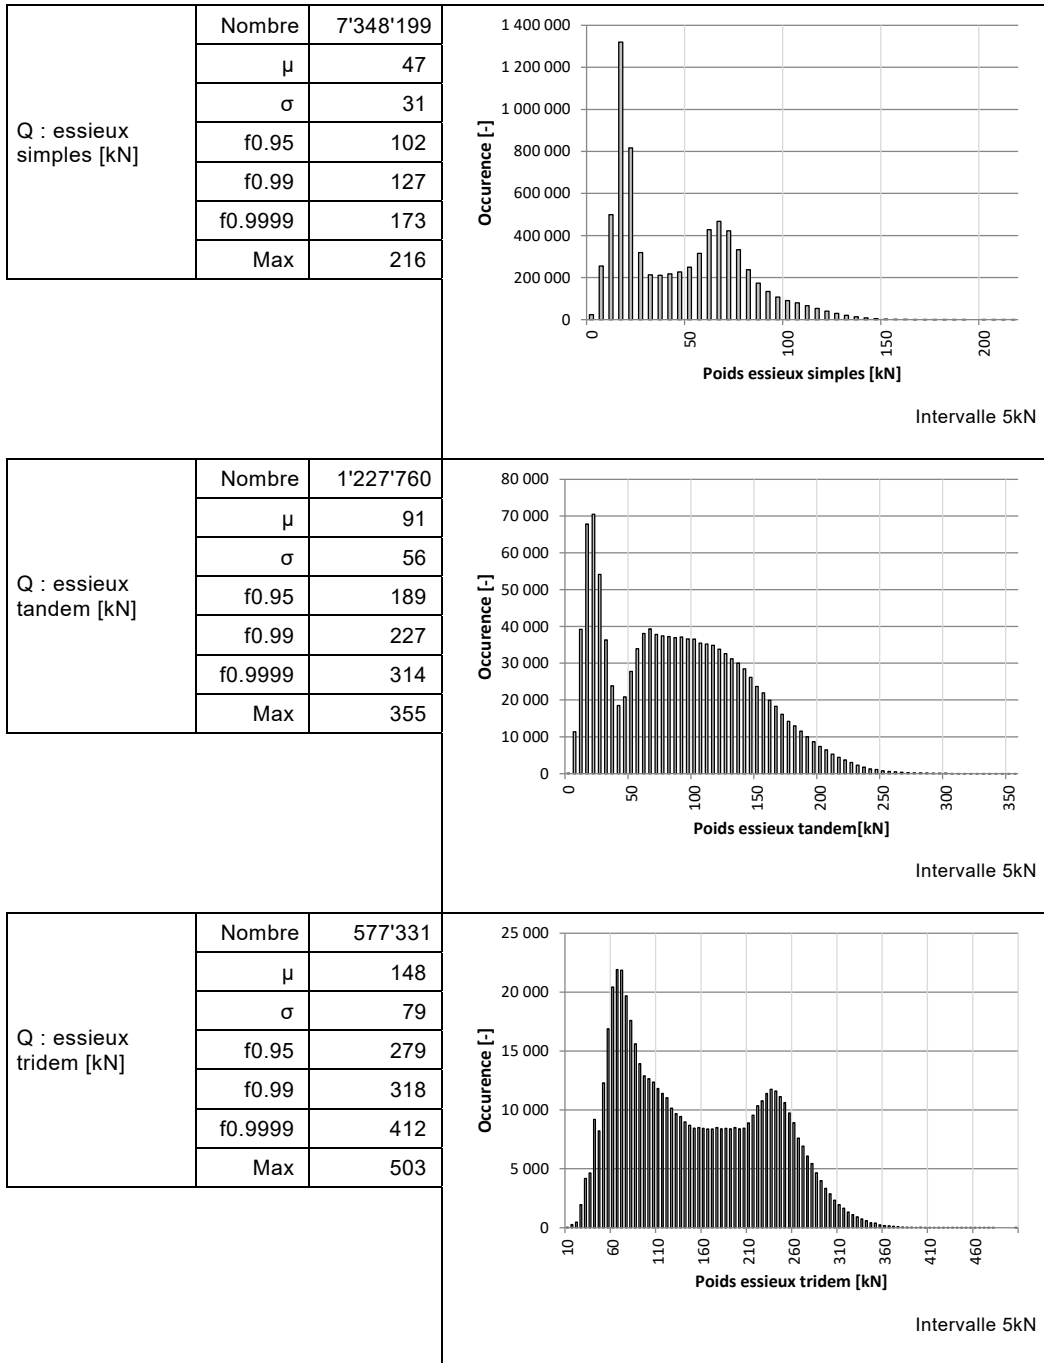 Q : essieux
simples [kN]
Nombre 7'348'199
µ 47
σ 31
f0.95 102
f0.99 127
f0.9999 173
Max 216
1 400 000
1 200 000
1 000 000
800 000
600 000
400 000
200 000
0
Occurence [-]
0 50 100 150 200
Poids essieux simples [kN]
Intervalle 5kN
Q : essieux
tandem [kN]
Nombre 1'227'760
µ 91
σ 56
f0.95 189
f0.99 227
f0.9999 314
Max 355
80 000
70 000
60 000
50 000
40 000
30 000
20 000
10 000
0
Occurence [-]
0 50 100 150 200 250 300 350
Poids essieux tandem[kN]
Intervalle 5kN
Q : essieux
tridem [kN]
Nombre 577'331
µ 148
σ 79
f0.95 279
f0.99 318
f0.9999 412
Max 503
25 000
20 000
15 000
10 000
5 000
0
Occurence [-]
10 60 110 160 210 260 310 360 410 460
Poids essieux tridem [kN]
Intervalle 5kN